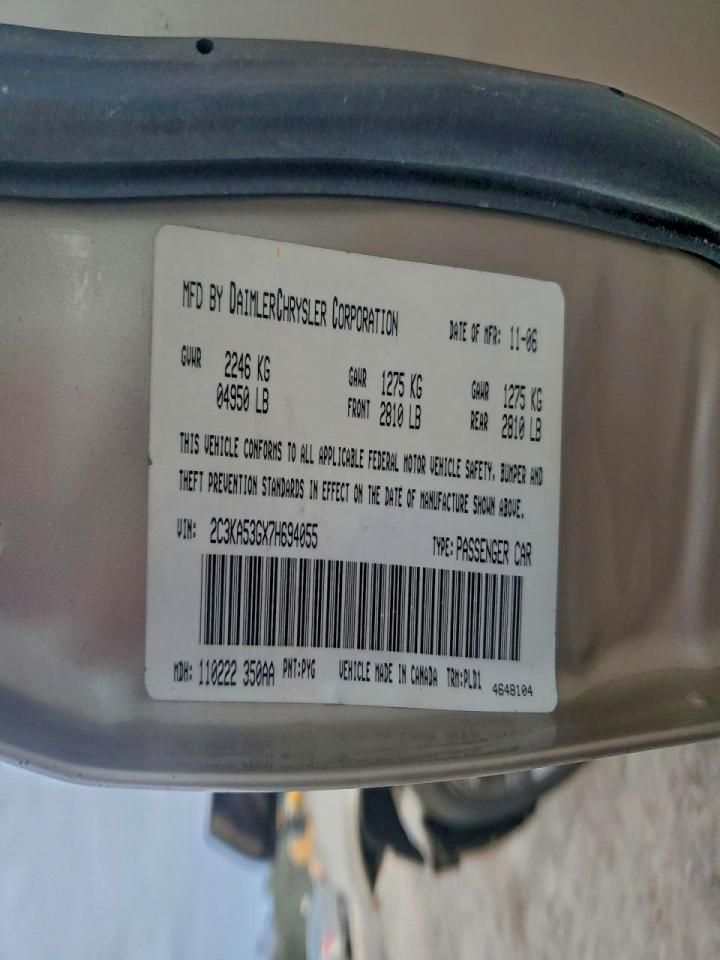 MFD BY DAIMLERCHRYSLER CORPORATION DATE OF MFR: 11-06
GVWR 2246 KG GAWR 1275 KG GAWR 1275 KG
04950 LB FRONT 2810 LB REAR 2810 LB
THIS VEHICLE CONFORMS TO ALL APPLICABLE FEDERAL MOTOR VEHICLE SAFETY, BUMPER AND
THEFT PREVENTION STANDARDS IN EFFECT ON THE DATE OF MANUFACTURE SHOWN ABOVE.
VIN: 2C3KA53GX7H694055 TYPE: PASSENGER CAR
MDH: 110222 350AA PNT:PYG VEHICLE MADE IN CANADA TRM:PLD1 4648104